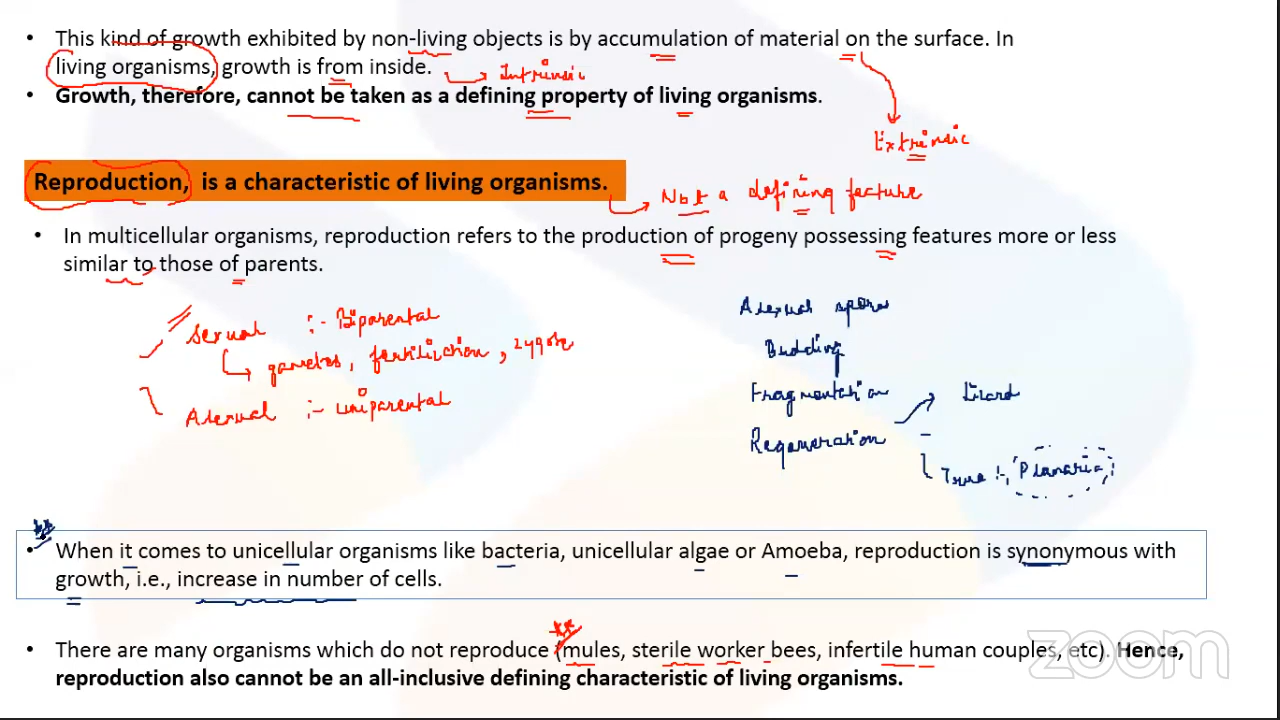 • This kind of growth exhibited by non-living objects is by accumulation of material on the surface. In
living organisms, growth is from inside.
Intrinsic
• Growth, therefore, cannot be taken as a defining property of living organisms.
Extrinsic
Reproduction, is a characteristic of living organisms.
Not a defining feature
• In multicellular organisms, reproduction refers to the production of progeny possessing features more or less
similar to those of parents.
Sexual :- Biparental
gametes, fertiliztion, zygote
Asexual :- uniparental
Asexual spores
Budding
Fragmentation
Regeneration
Lizard
True :- Planaria
• When it comes to unicellular organisms like bacteria, unicellular algae or Amoeba, reproduction is synonymous with
growth, i.e., increase in number of cells.
• There are many organisms which do not reproduce (mules, sterile worker bees, infertile human couples, etc). Hence,
reproduction also cannot be an all-inclusive defining characteristic of living organisms.
zoom